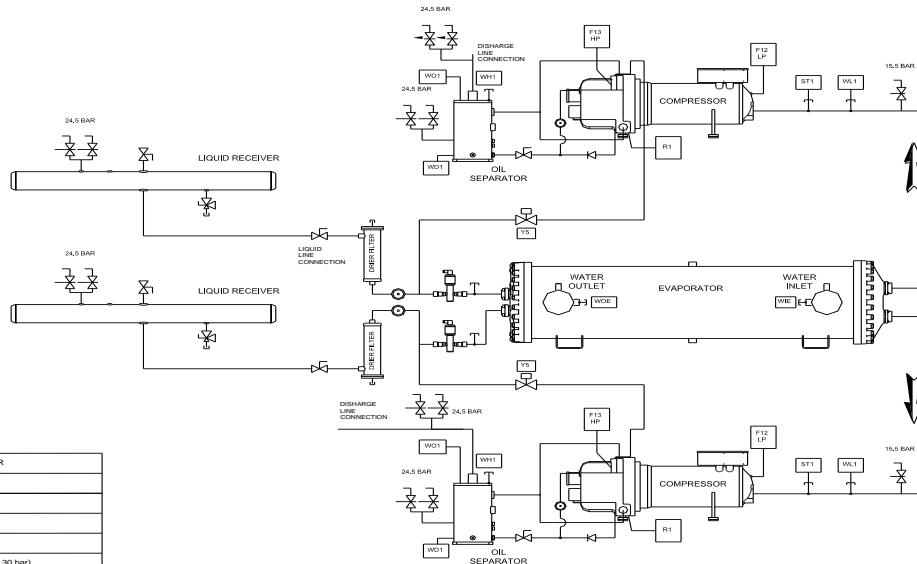 24,5 BAR
DISHARGE
LINE
CONNECTION
F13
HP
F12
LP
15,5 BAR
WO1
WH1
ST1
WL1
COMPRESSOR
24,5 BAR
24,5 BAR
R1
WD1
OIL
SEPARATOR
LIQUID RECEIVER
Y5
LIQUID
LINE
CONNECTION
DRIER FILTER
24,5 BAR
LIQUID RECEIVER
WATER
OUTLET
WOE
EVAPORATOR
WATER
INLET
WIE
DRIER FILTER
Y5
DISHARGE
LINE
CONNECTION
24,5 BAR
F13
HP
F12
LP
15,5 BAR
WO1
WH1
ST1
WL1
COMPRESSOR
24,5 BAR
R1
WD1
OIL
SEPARATOR
R
30 bar)